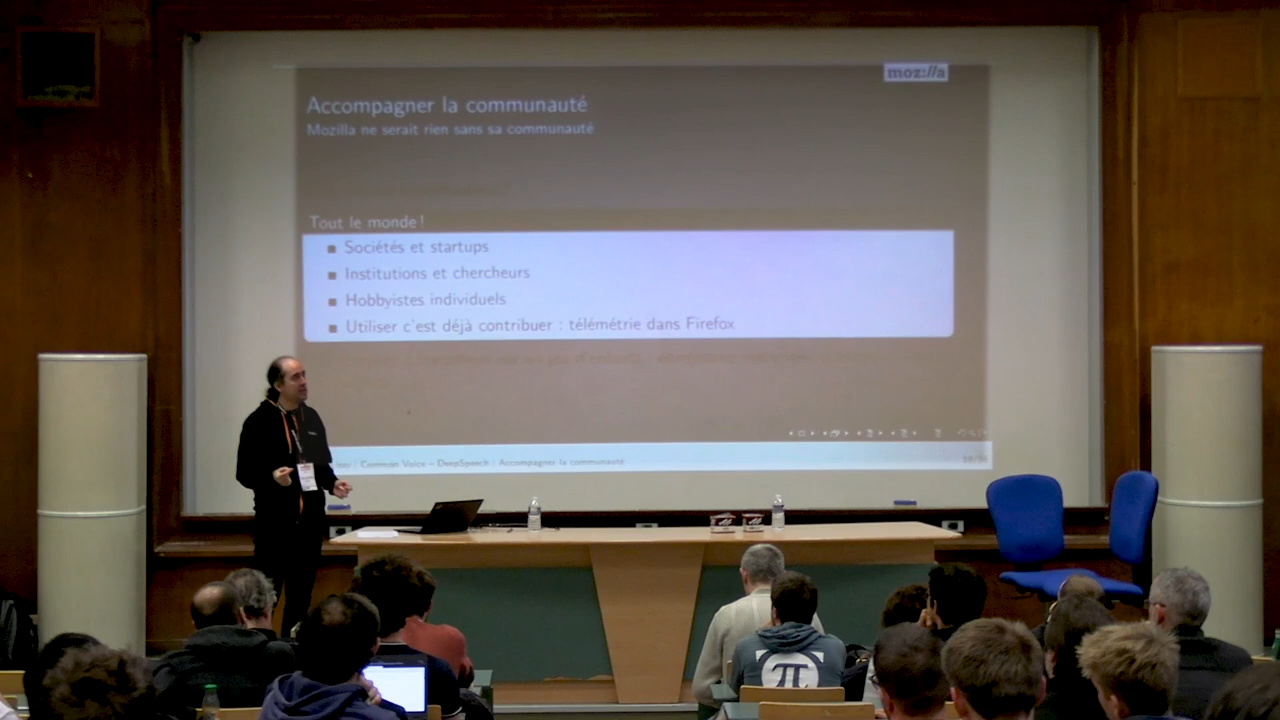 moz://a
Accompagner la communauté
Mozilla ne serait rien sans sa communauté
Tout le monde !
Sociétés et startups
Institutions et chercheurs
Hobbyistes individuels
Utiliser c'est déjà contribuer : télémétrie dans Firefox
Common Voice – DeepSpeech | Accompagner la communauté
π